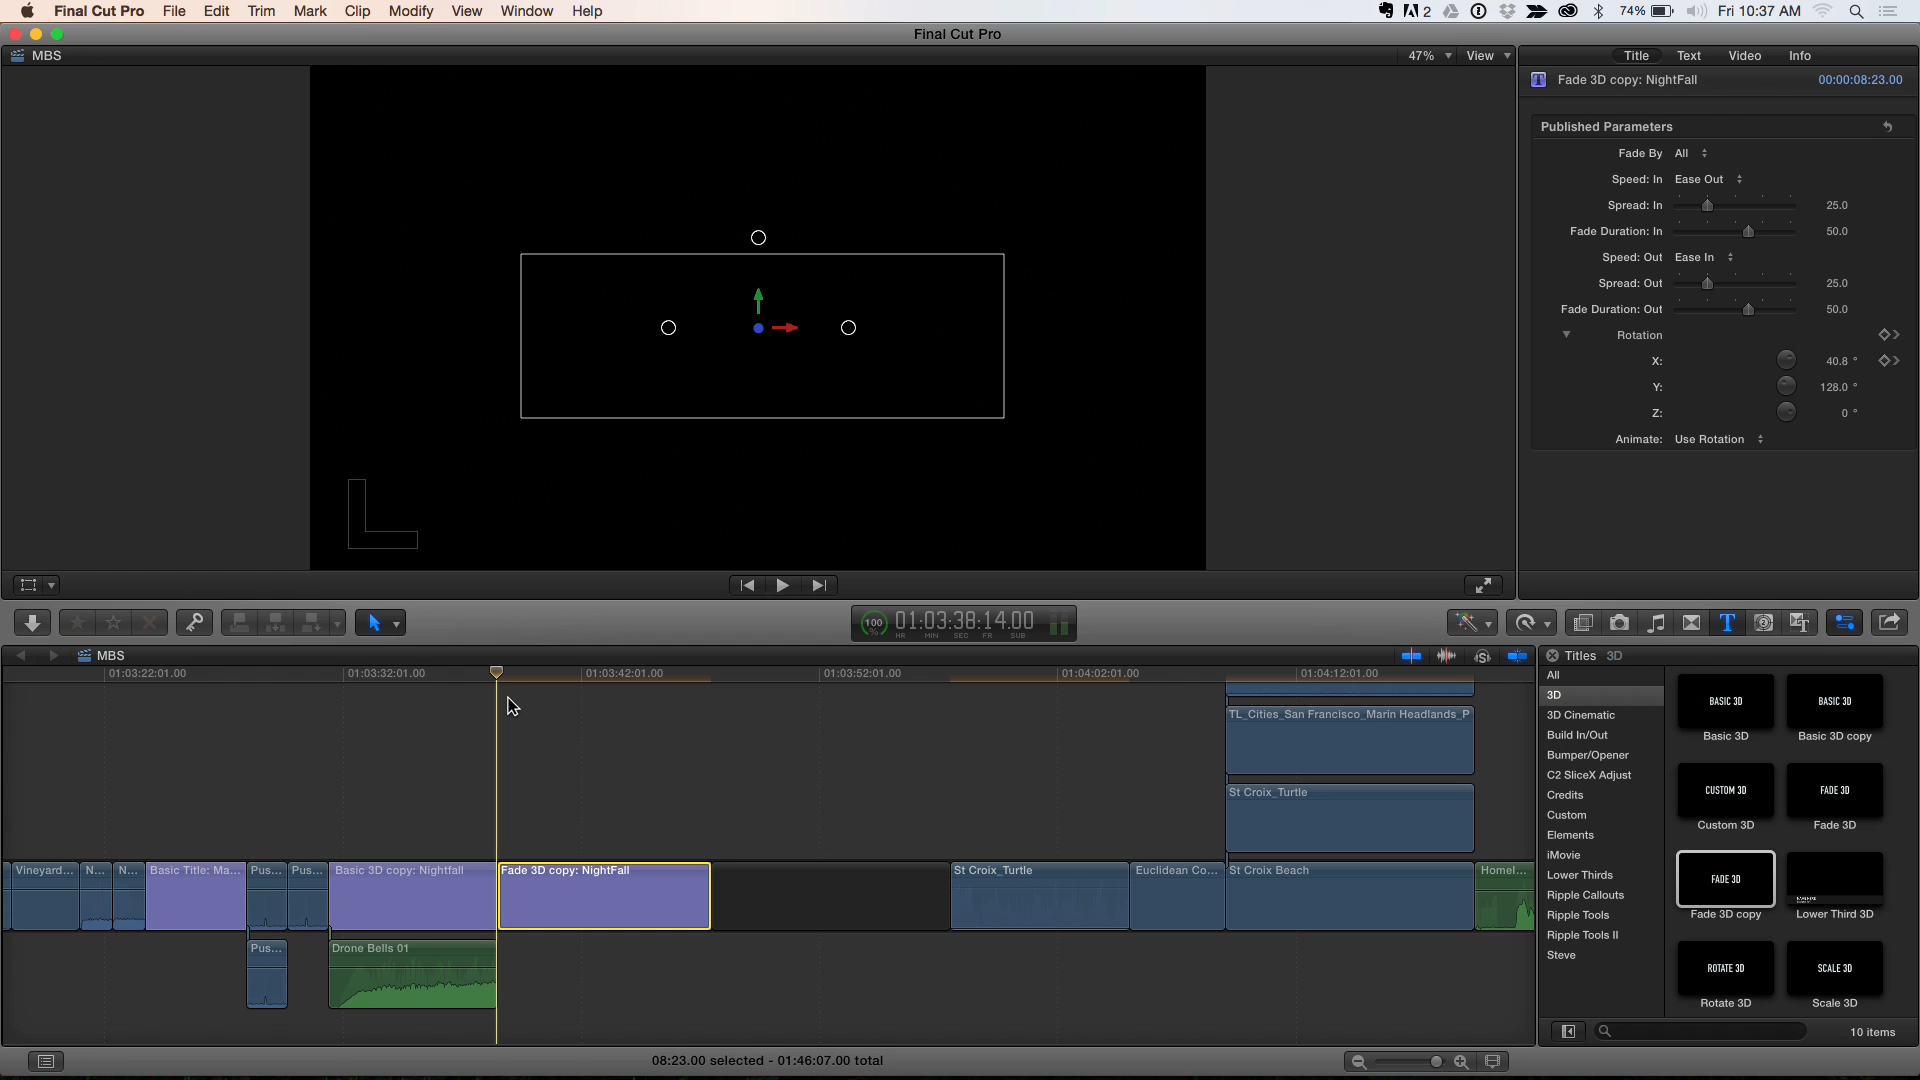 Final Cut Pro File Edit Trim Mark Clip Modify View Window Help 2 74% Fri 10:37 AM
Final Cut Pro
MBS 47% View Title Text Video Info
Fade 3D copy: NightFall 00:00:08:23.00
Published Parameters
Fade By All
Speed: In Ease Out
Spread: In 25.0
Fade Duration: In 50.0
Speed: Out Ease In
Spread: Out 25.0
Fade Duration: Out 50.0
Rotation
X: 40.8 °
Y: 128.0 °
Z: 0 °
Animate: Use Rotation
100 % 01:03:38:14.00
HR MIN SEC FR SUB
MBS
01:03:22:01.00 01:03:32:01.00 01:03:42:01.00 01:03:52:01.00 01:04:02:01.00 01:04:12:01.00
TL_Cities_San Francisco_Marin Headlands_P
St Croix_Turtle
Vineyard... N... N... Basic Title: Ma... Pus... Pus... Basic 3D copy: Nightfall Fade 3D copy: NightFall St Croix_Turtle Euclidean Co... St Croix Beach Homel...
Pus... Drone Bells 01
08:23.00 selected - 01:46:07.00 total
Titles 3D
All
3D
3D Cinematic
Build In/Out
Bumper/Opener
C2 SliceX Adjust
Credits
Custom
Elements
iMovie
Lower Thirds
Ripple Callouts
Ripple Tools
Ripple Tools II
Steve
BASIC 3D BASIC 3D
Basic 3D Basic 3D copy
CUSTOM 3D FADE 3D
Custom 3D Fade 3D
FADE 3D
Fade 3D copy Lower Third 3D
ROTATE 3D SCALE 3D
Rotate 3D Scale 3D
10 items